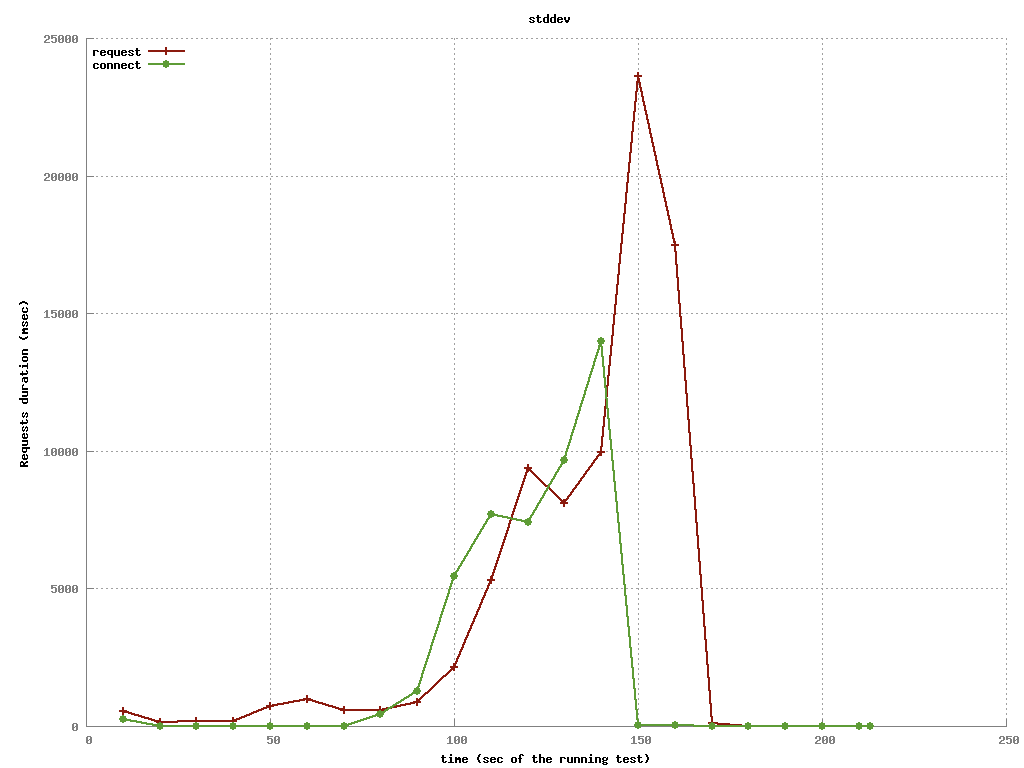 stddev
25000
request
connect
20000
15000
Requests duration (msec)
10000
5000
0
0 50 100 150 200 250
time (sec of the running test)